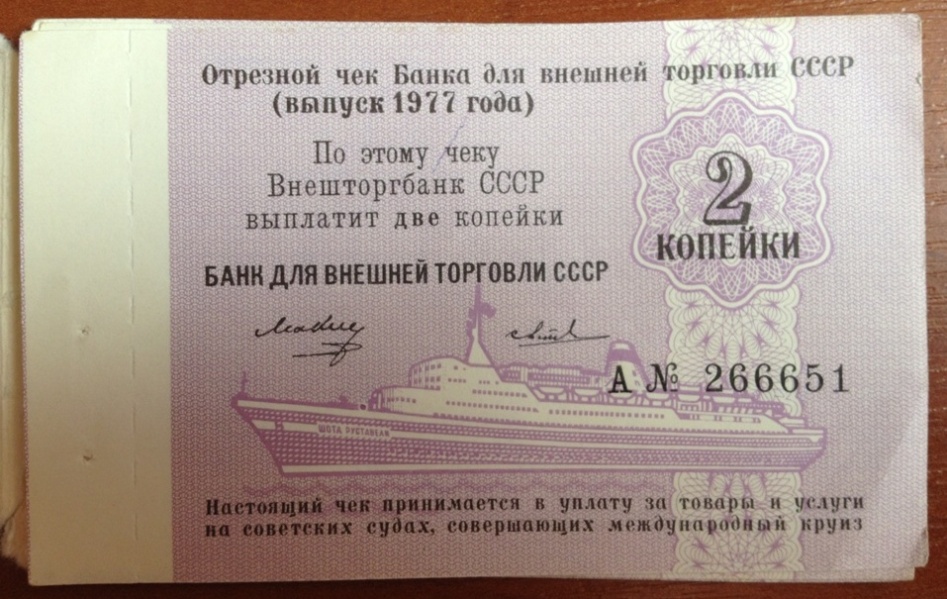 Отрезной чек Банка для внешней торговли СССР
(выпуск 1977 года)
По этому чеку
Внешторгбанк СССР
выплатит две копейки
2
КОПЕЙКИ
БАНК ДЛЯ ВНЕШНЕЙ ТОРГОВЛИ СССР
А № 266651
ШОТА РУСТАВЕЛИ
Настоящий чек принимается в уплату за товары и услуги
на советских судах, совершающих международный круиз